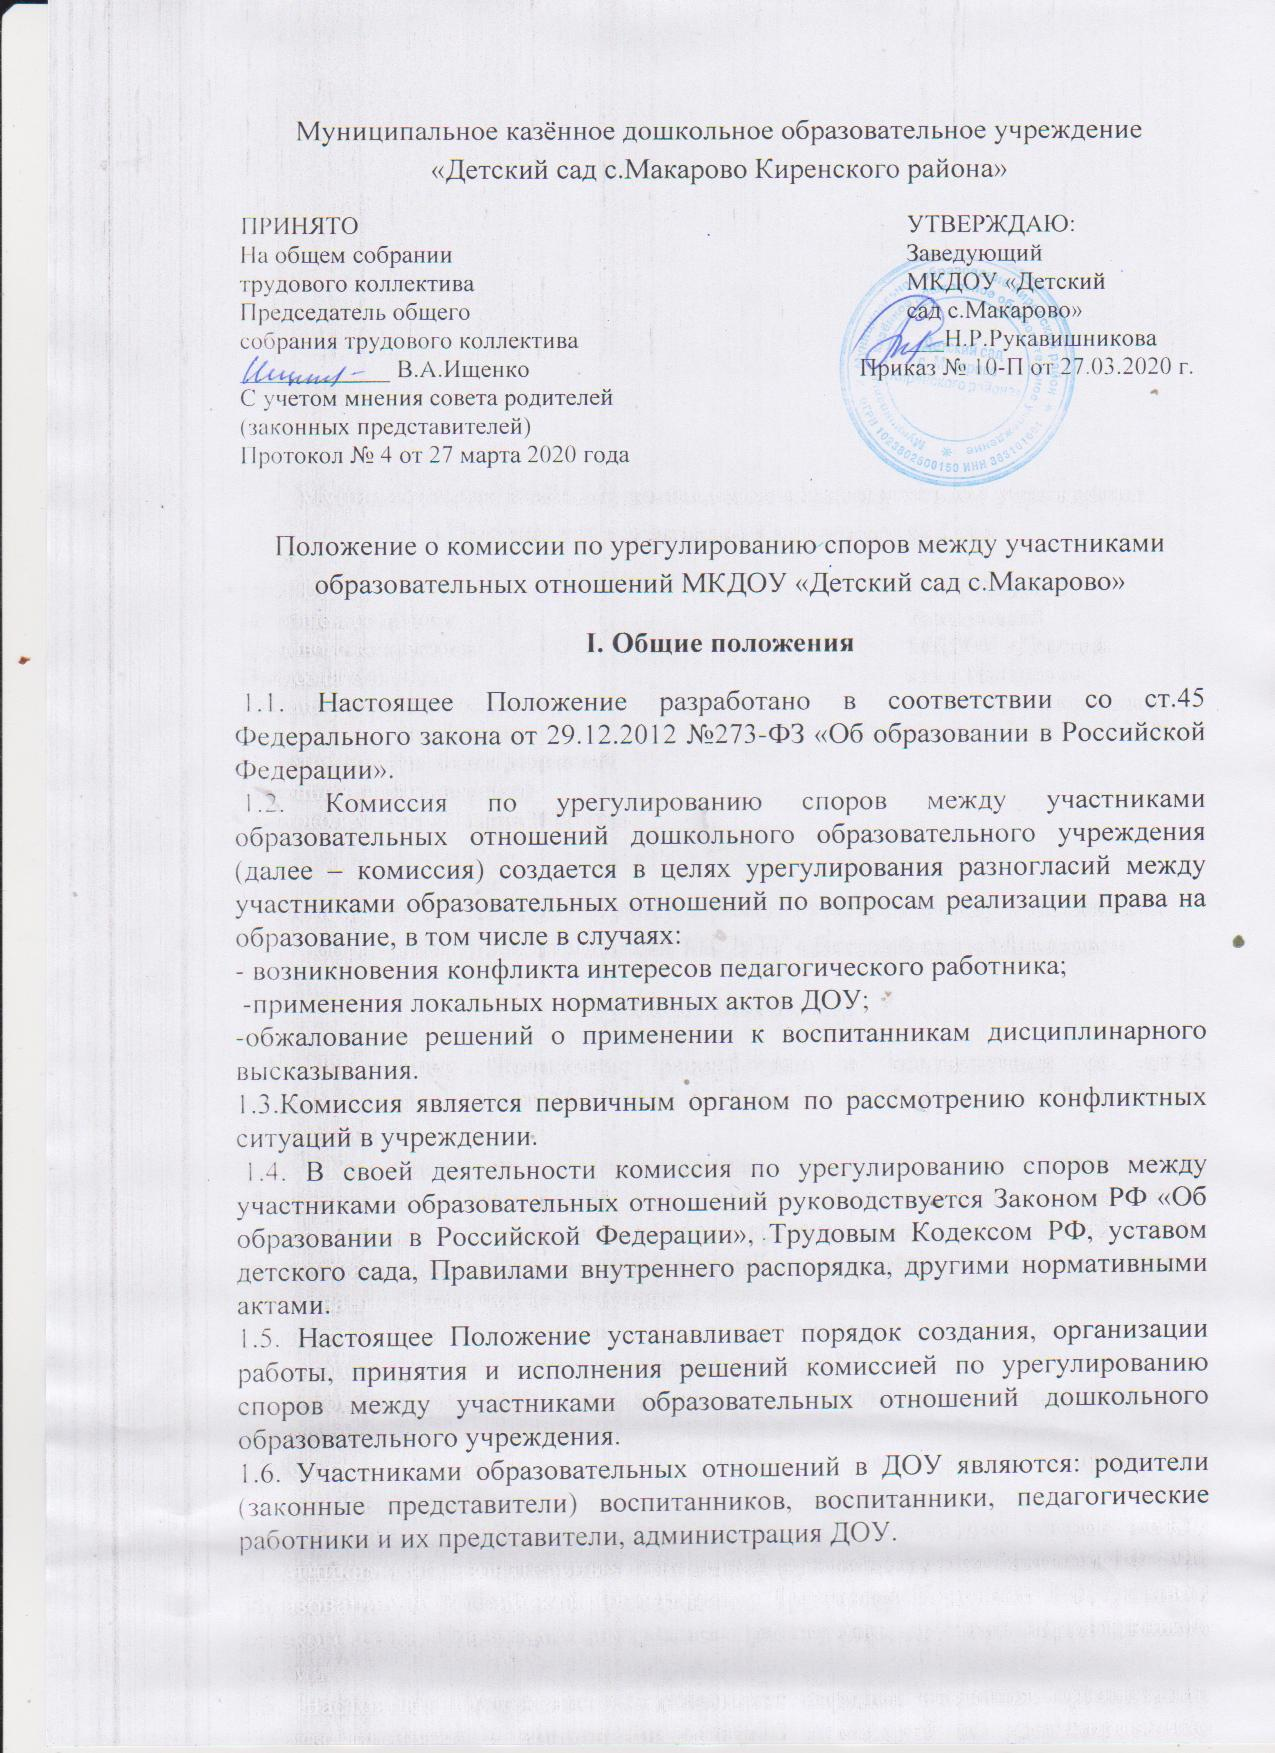 Муниципальное казённое дошкольное образовательное учреждение
«Детский сад с.Макарово Киренского района»
ПРИНЯТО
На общем собрании
трудового коллектива
Председатель общего
собрания трудового коллектива
____________ В.А.Ищенко
С учетом мнения совета родителей
(законных представителей)
Протокол № 4 от 27 марта 2020 года
УТВЕРЖДАЮ:
Заведующий
МКДОУ «Детский
сад с.Макарово»
___Н.Р.Рукавишникова
Приказ № 10-П от 27.03.2020 г.
Положение о комиссии по урегулированию споров между участниками
образовательных отношений МКДОУ «Детский сад с.Макарово»
I. Общие положения
1.1. Настоящее Положение разработано в соответствии со ст.45
Федерального закона от 29.12.2012 №273-ФЗ «Об образовании в Российской
Федерации».
1.2. Комиссия по урегулированию споров между участниками
образовательных отношений дошкольного образовательного учреждения
(далее – комиссия) создается в целях урегулирования разногласий между
участниками образовательных отношений по вопросам реализации права на
образование, в том числе в случаях:
- возникновения конфликта интересов педагогического работника;
-применения локальных нормативных актов ДОУ;
-обжалование решений о применении к воспитанникам дисциплинарного
высказывания.
1.3.Комиссия является первичным органом по рассмотрению конфликтных
ситуаций в учреждении.
1.4. В своей деятельности комиссия по урегулированию споров между
участниками образовательных отношений руководствуется Законом РФ «Об
образовании в Российской Федерации», Трудовым Кодексом РФ, уставом
детского сада, Правилами внутреннего распорядка, другими нормативными
актами.
1.5. Настоящее Положение устанавливает порядок создания, организации
работы, принятия и исполнения решений комиссией по урегулированию
споров между участниками образовательных отношений дошкольного
образовательного учреждения.
1.6. Участниками образовательных отношений в ДОУ являются: родители
(законные представители) воспитанников, воспитанники, педагогические
работники и их представители, администрация ДОУ.